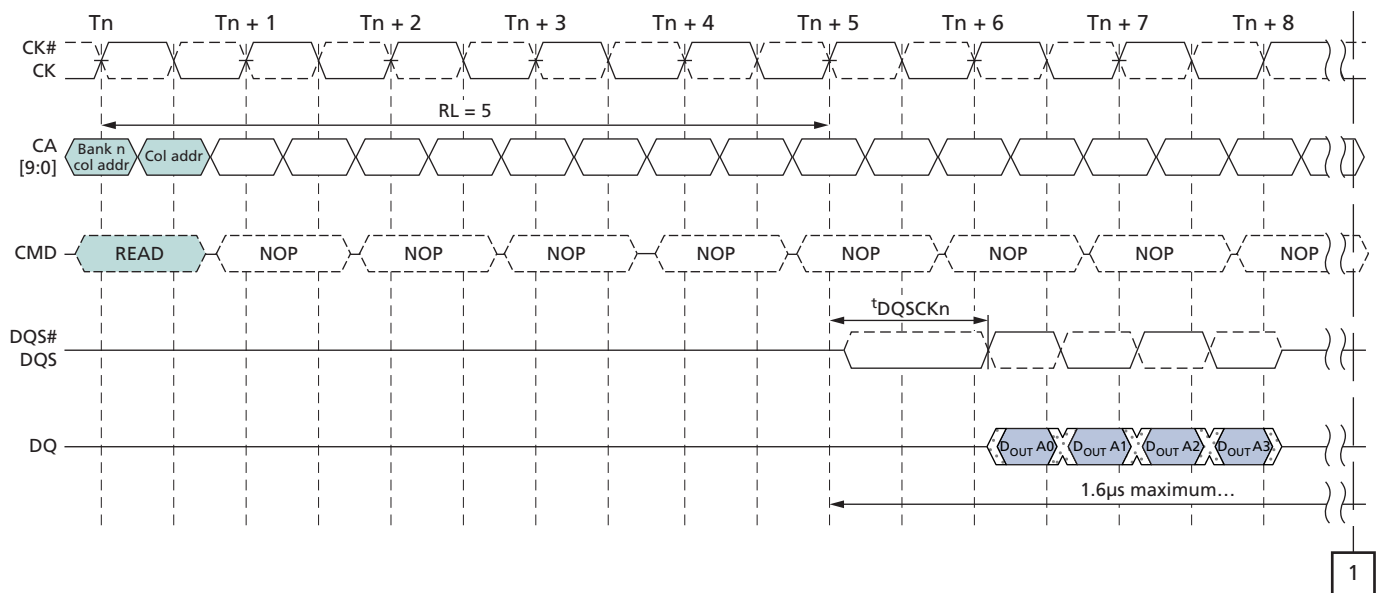 Tn Tn + 1 Tn + 2 Tn + 3 Tn + 4 Tn + 5 Tn + 6 Tn + 7 Tn + 8
CK#
CK
RL = 5
CA
[9:0]
Bank n
col addr
Col addr
CMD READ NOP NOP NOP NOP NOP NOP NOP NOP
tDQSCKn
DQS#
DQS
DQ DOUT A0 DOUT A1 DOUT A2 DOUT A3
1.6µs maximum…
1